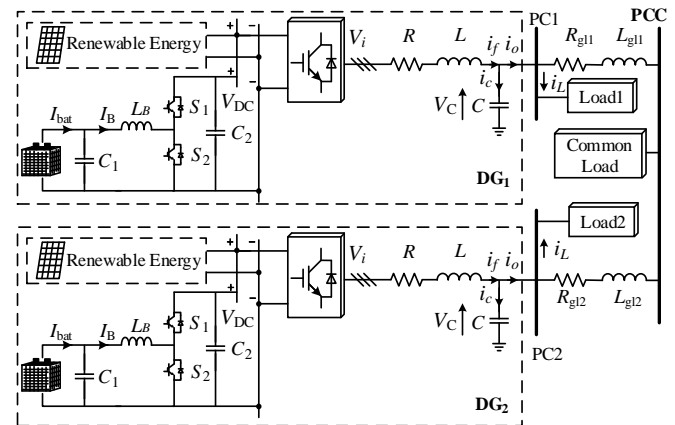 PC1
PCC
Renewable Energy
V_i
R
L
i_f
i_o
R_gl1
L_gl1
i_c
i_L
Load1
I_bat
I_B
L_B
S_1
V_DC
V_C
C
C_1
S_2
C_2
+
−
+
−
DG_1
Common
Load
Renewable Energy
V_i
R
L
i_f
i_o
Load2
i_L
i_c
R_gl2
L_gl2
I_bat
I_B
L_B
S_1
V_DC
V_C
C
C_1
S_2
C_2
+
−
+
−
PC2
DG_2